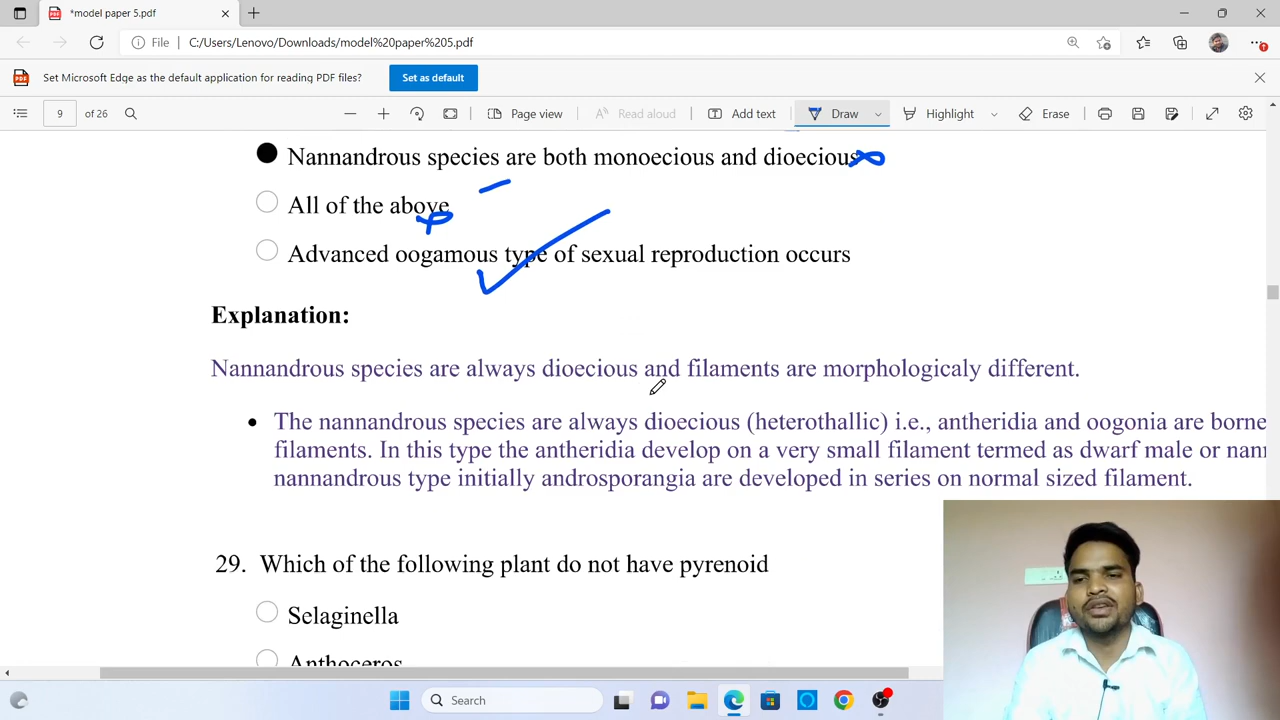 *model paper 5.pdf
File
C:/Users/Lenovo/Downloads/model%20paper%205.pdf
Set Microsoft Edge as the default application for reading PDF files?
Set as default
9 of 26
Page view
Read aloud
Add text
Draw
Highlight
Erase
Nannandrous species are both monoecious and dioecious
All of the above
Advanced oogamous type of sexual reproduction occurs
Explanation:
Nannandrous species are always dioecious and filaments are morphologicaly different.
The nannandrous species are always dioecious (heterothallic) i.e., antheridia and oogonia are borne
filaments. In this type the antheridia develop on a very small filament termed as dwarf male or nann
nannandrous type initially androsporangia are developed in series on normal sized filament.
29. Which of the following plant do not have pyrenoid
Selaginella
Anthoceros
Search